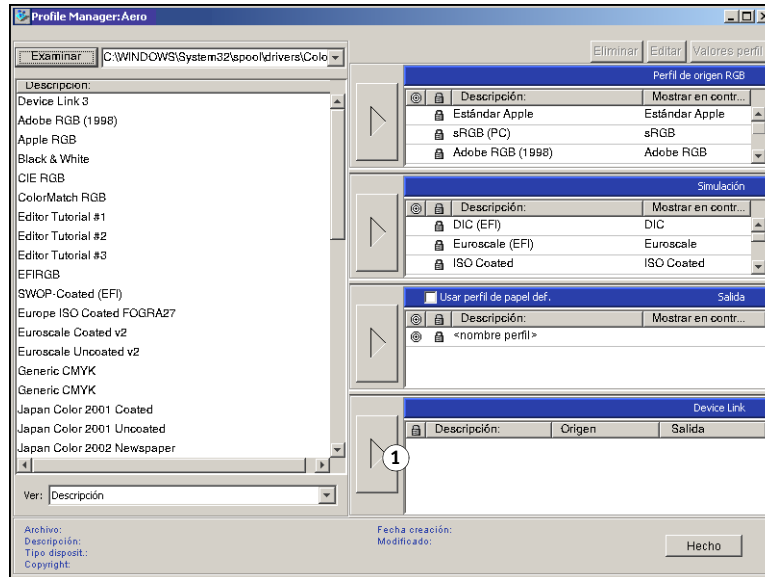 Profile Manager:Aero
Examinar
C:\WINDOWS\System32\spool\drivers\Colo
Eliminar
Editar
Valores perfil
Descripción:
Device Link 3
Adobe RGB (1998)
Apple RGB
Black & White
CIE RGB
ColorMatch RGB
Editor Tutorial #1
Editor Tutorial #2
Editor Tutorial #3
EFIRGB
SWOP-Coated (EFI)
Europe ISO Coated FOGRA27
Euroscale Coated v2
Euroscale Uncoated v2
Generic CMYK
Generic CMYK
Japan Color 2001 Coated
Japan Color 2001 Uncoated
Japan Color 2002 Newspaper
Ver: Descripción
Perfil de origen RGB
Descripción: Mostrar en contr...
Estándar Apple Estándar Apple
sRGB (PC) sRGB
Adobe RGB (1998) Adobe RGB
Simulación
Descripción: Mostrar en contr...
DIC (EFI) DIC
Euroscale (EFI) Euroscale
ISO Coated ISO Coated
Usar perfil de papel def. Salida
Descripción: Mostrar en contr...
<nombre perfil>
Device Link
Descripción: Origen Salida
1
Archivo:
Descripción:
Tipo disposit.:
Copyright:
Fecha creación:
Modificado:
Hecho